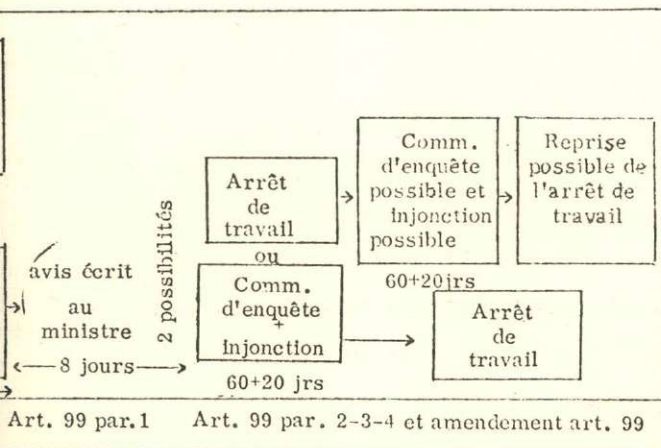 avis écrit
au
ministre
8 jours
2 possibilités
Arrêt
de
travail
ou
Comm.
d'enquête
+
Injonction
60+20 jrs
Comm.
d'enquête
possible et
Injonction
possible
60+20jrs
Reprise
possible de
l'arrêt de
travail
Arrêt
de
travail
Art. 99 par.1
Art. 99 par. 2-3-4 et amendement art. 99